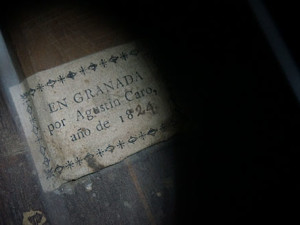 EN GRANADA
por Agustin Caro,
año de 1824.